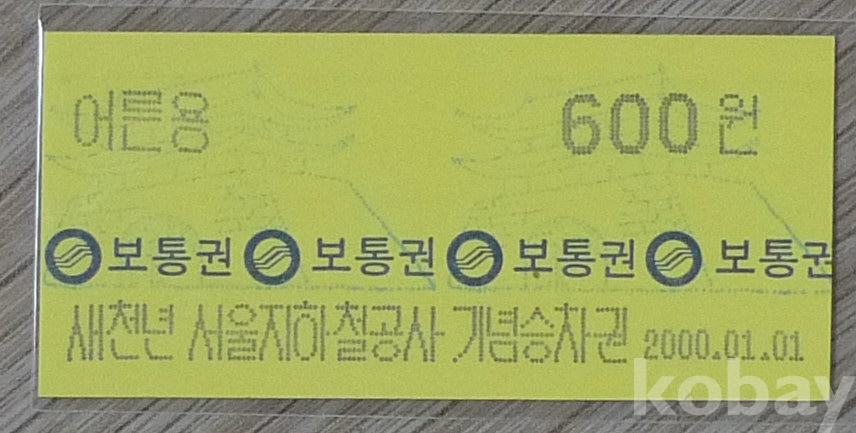 어른용 600원
보통권 보통권 보통권 보통권
새천년 서울지하철공사 기념승차권 2000.01.01
kobay